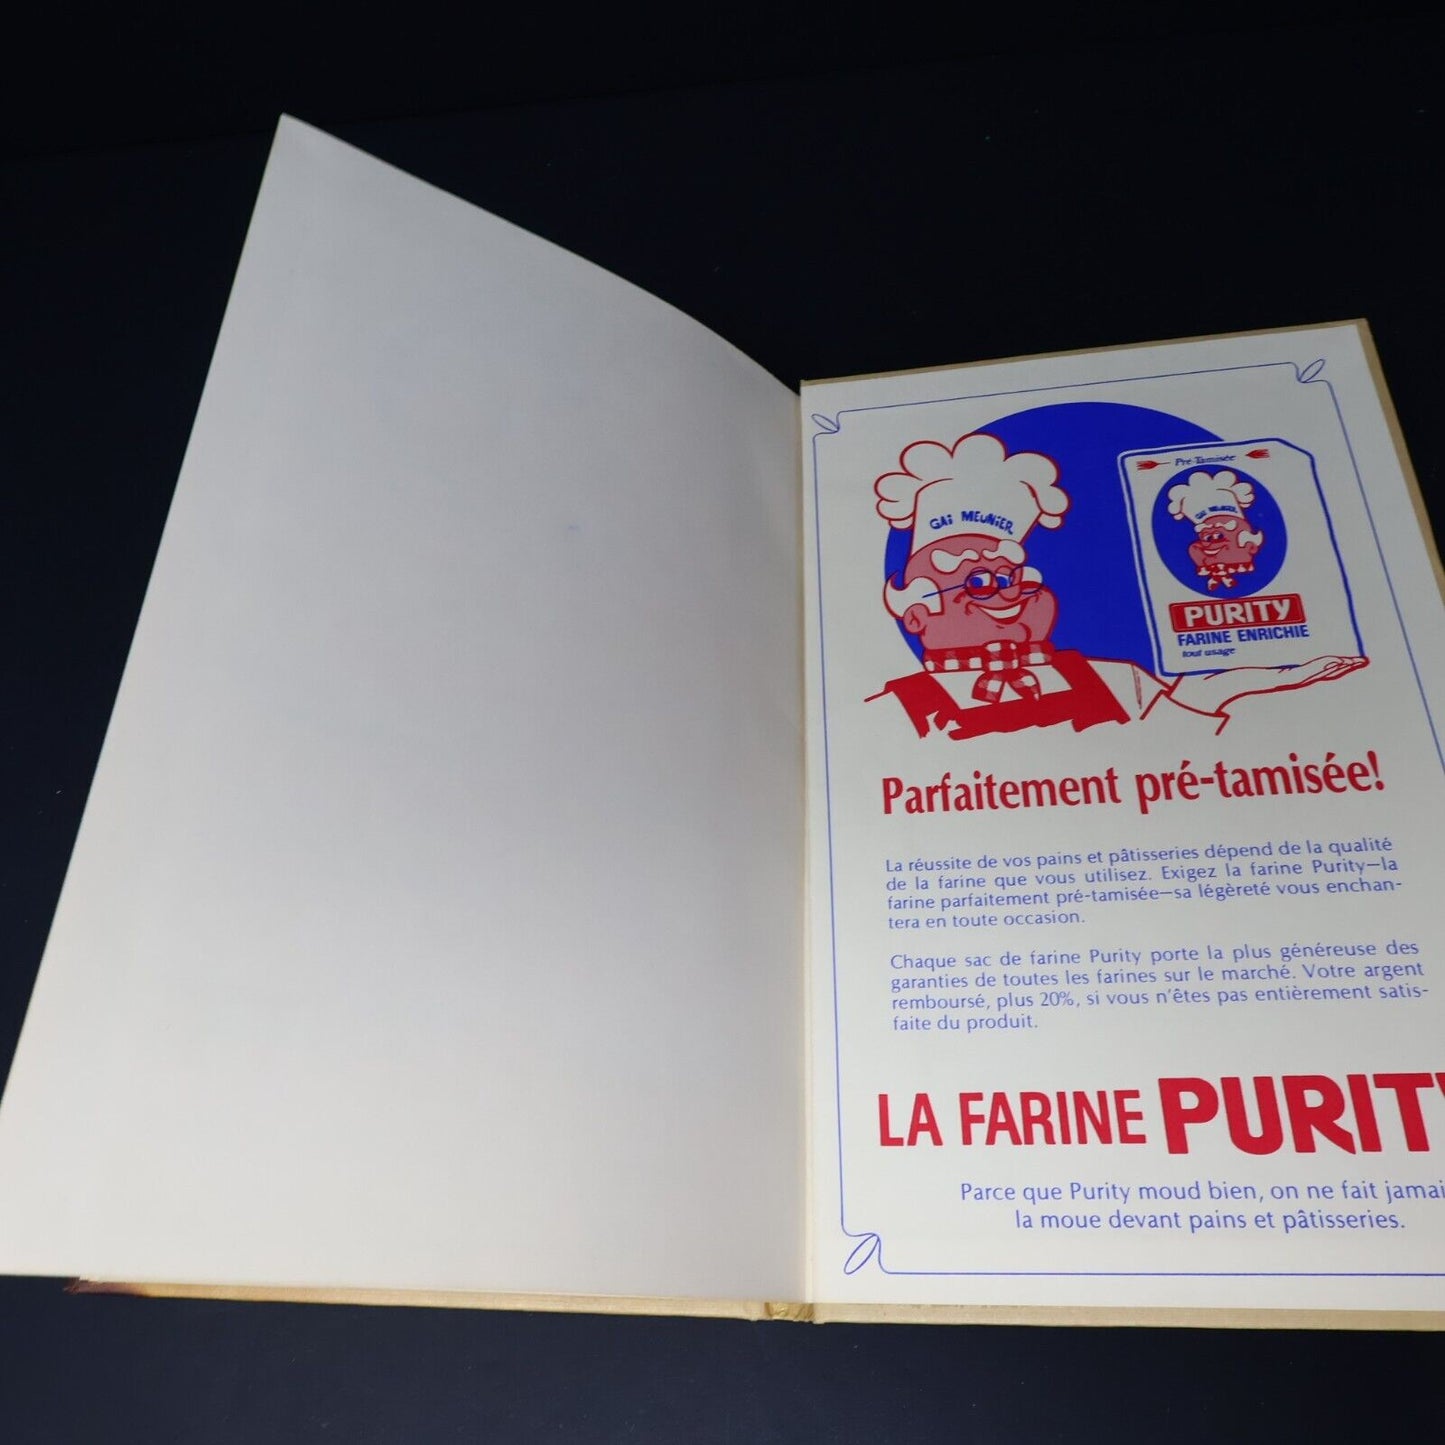 GAI MEUNIER
Pré-Tamisée
GAI MEUNIER
PURITY
FARINE ENRICHIE
tout usage
Parfaitement pré-tamisée!
La réussite de vos pains et pâtisseries dépend de la qualité
de la farine que vous utilisez. Exigez la farine Purity—la
farine parfaitement pré-tamisée—sa légèreté vous enchan-
tera en toute occasion.
Chaque sac de farine Purity porte la plus généreuse des
garanties de toutes les farines sur le marché. Votre argent
remboursé, plus 20%, si vous n'êtes pas entièrement satis-
faite du produit.
LA FARINE PURITY
Parce que Purity moud bien, on ne fait jamai
la moue devant pains et pâtisseries.